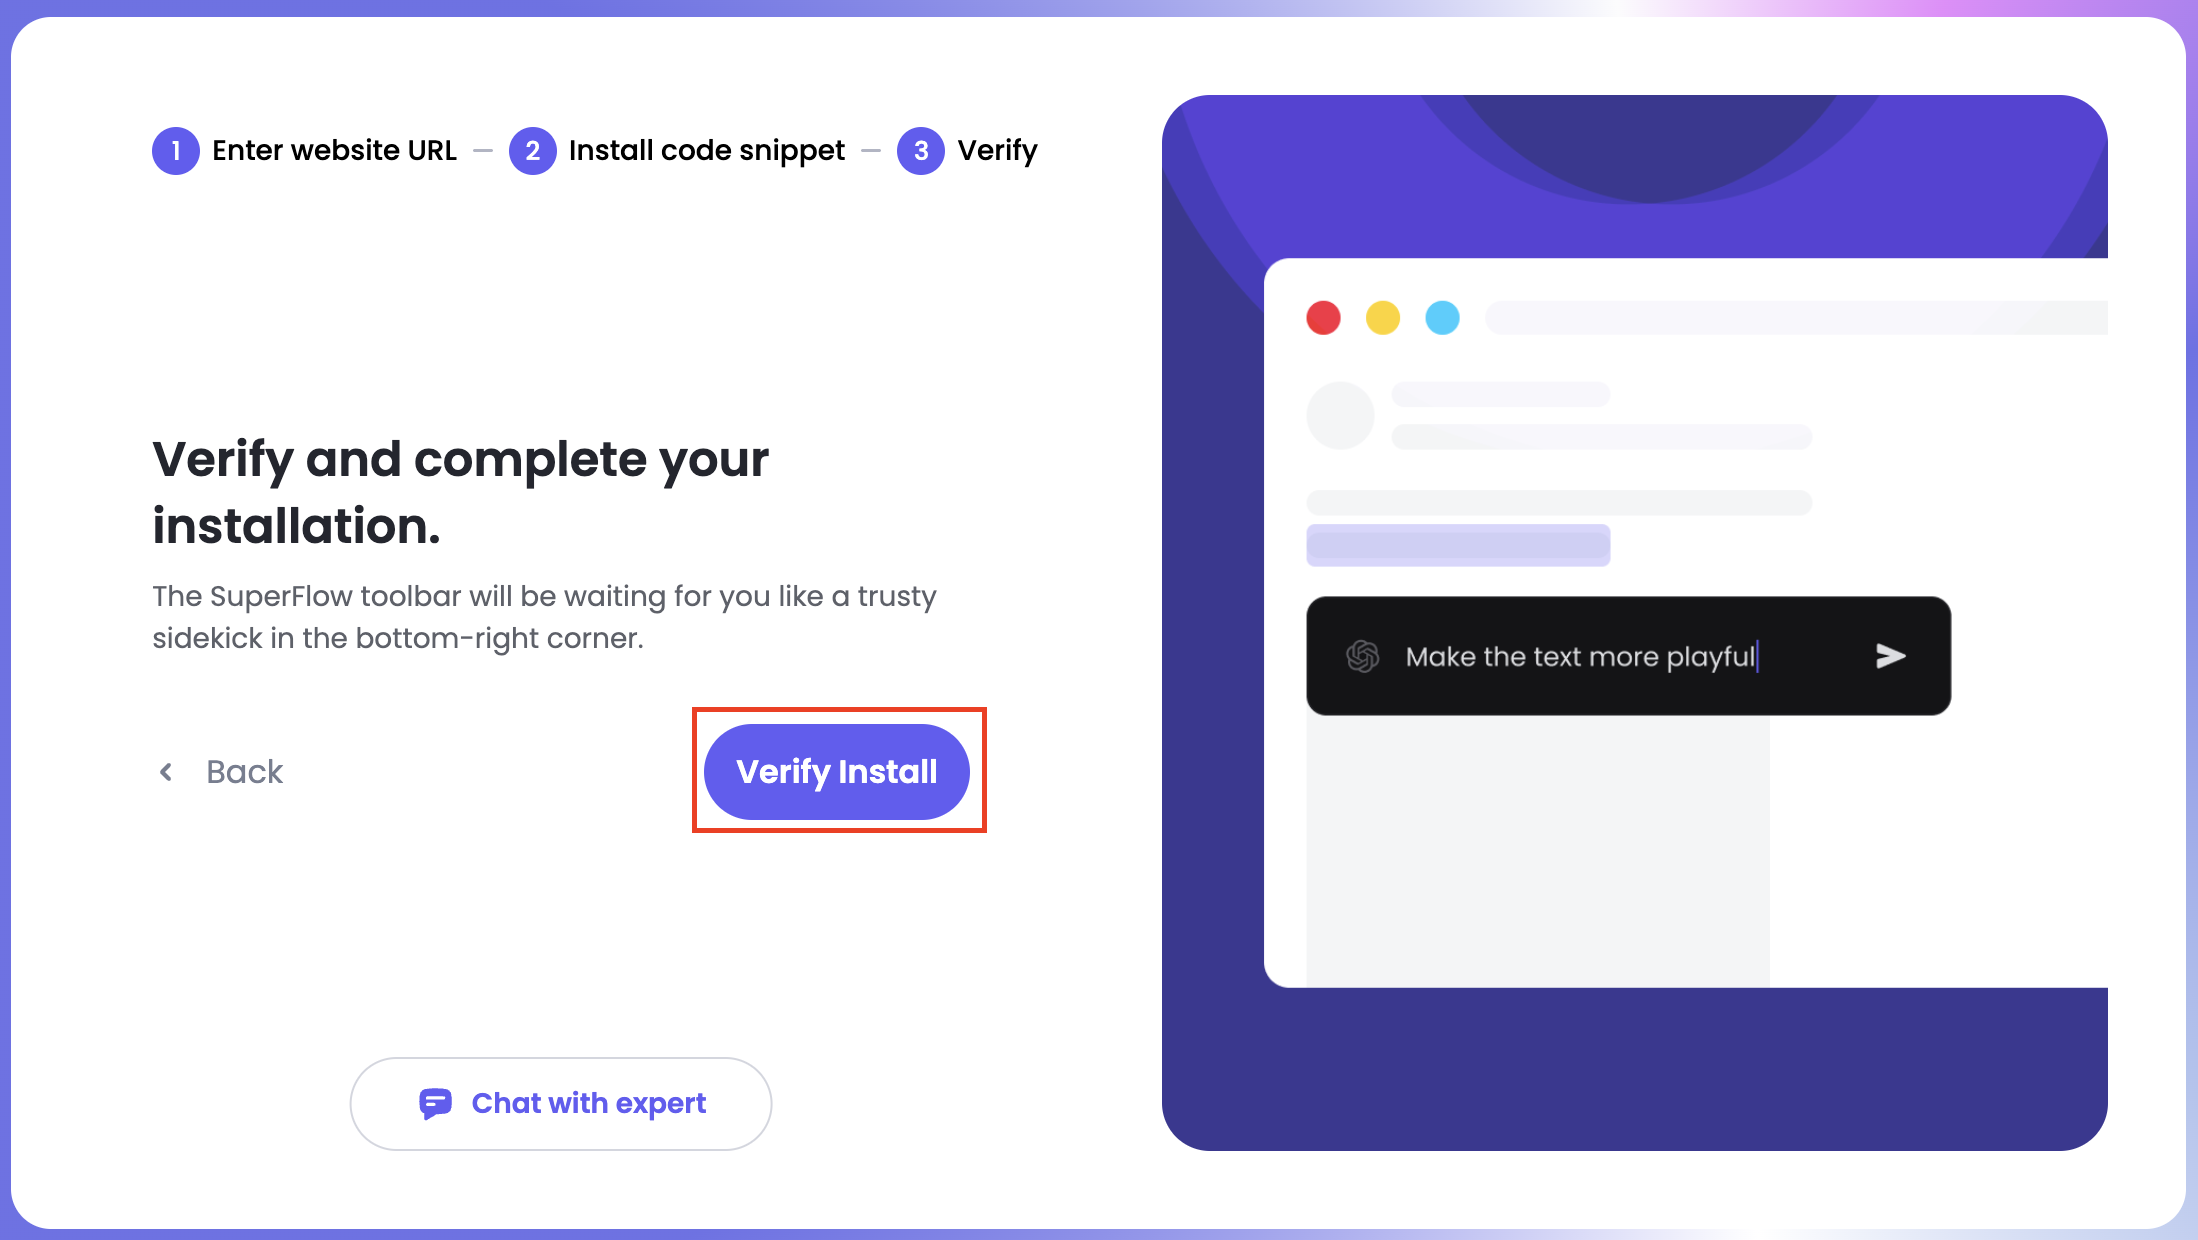 1 Enter website URL — 2 Install code snippet — 3 Verify
Verify and complete your
installation.
The SuperFlow toolbar will be waiting for you like a trusty
sidekick in the bottom-right corner.
Back
Verify Install
Chat with expert
Make the text more playful